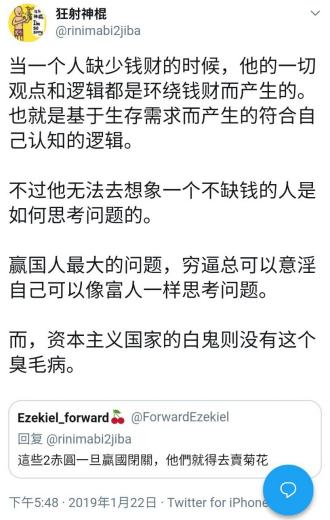 狂射神棍
@rinimabi2jiba
当一个人缺少钱财的时候，他的一切
观点和逻辑都是环绕钱财而产生的。
也就是基于生存需求而产生的符合自
己认知的逻辑。
不过他无法去想象一个不缺钱的人是
如何思考问题的。
赢国人最大的问题，穷逼总可以意淫
自己可以像富人一样思考问题。
而，资本主义国家的白鬼则没有这个
臭毛病。
Ezekiel_forward🍒 @ForwardEzekiel
回复 @rinimabi2jiba
這些2赤圓一旦贏國閉關，他們就得去賣菊花
下午5:48 · 2019年1月22日 · Twitter for iPhone